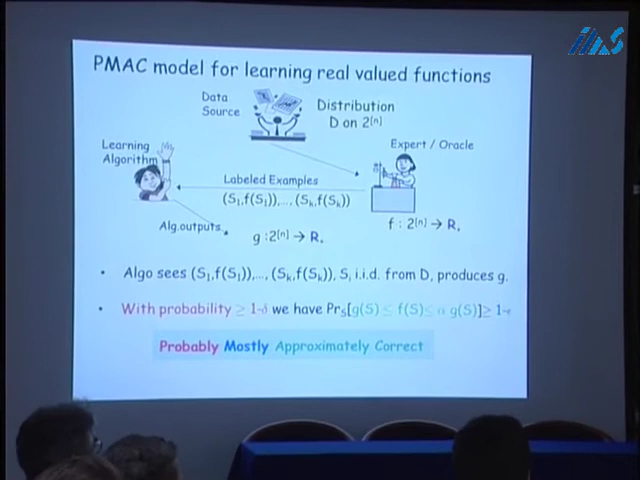 ims
PMAC model for learning real valued functions
Data
Source
Distribution
D on 2^[n]
Learning
Algorithm
Expert / Oracle
Labeled Examples
(S₁,f(S₁)),..., (Sₖ,f(Sₖ))
Alg.outputs
g :2^[n] → R₊
f : 2^[n] → R₊
• Algo sees (S₁,f(S₁)),..., (Sₖ,f(Sₖ)), Sᵢ i.i.d. from D, produces g.
• With probability ≥ 1-δ we have Prₛ[g(S) ≤ f(S) ≤ α g(S)] ≥ 1-ε
Probably Mostly Approximately Correct